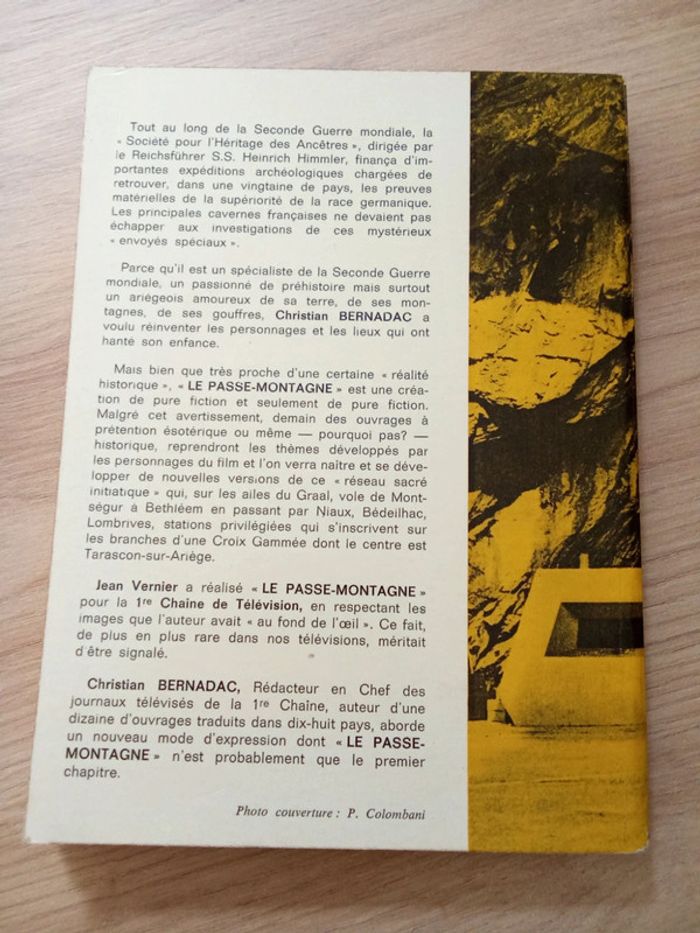 Tout au long de la Seconde Guerre mondiale, la
« Société pour l'Héritage des Ancêtres », dirigée par
le Reichsführer S.S. Heinrich Himmler, finança d'im-
portantes expéditions archéologiques chargées de
retrouver, dans une vingtaine de pays, les preuves
matérielles de la supériorité de la race germanique.
Les principales cavernes françaises ne devaient pas
échapper aux investigations de ces mystérieux
« envoyés spéciaux ».
Parce qu'il est un spécialiste de la Seconde Guerre
mondiale, un passionné de préhistoire mais surtout
un ariégeois amoureux de sa terre, de ses mon-
tagnes, de ses gouffres, Christian BERNADAC a
voulu réinventer les personnages et les lieux qui ont
hanté son enfance.
Mais bien que très proche d'une certaine « réalité
historique », « LE PASSE-MONTAGNE » est une créa-
tion de pure fiction et seulement de pure fiction.
Malgré cet avertissement, demain des ouvrages à
prétention ésotérique ou même — pourquoi pas? —
historique, reprendront les thèmes développés par
les personnages du film et l'on verra naître et se déve-
lopper de nouvelles versions de ce « réseau sacré
initiatique » qui, sur les ailes du Graal, vole de Mont-
ségur à Bethléem en passant par Niaux, Bédeilhac,
Lombrives, stations privilégiées qui s'inscrivent sur
les branches d'une Croix Gammée dont le centre est
Tarascon-sur-Ariège.
Jean Vernier a réalisé « LE PASSE-MONTAGNE »
pour la 1re Chaîne de Télévision, en respectant les
images que l'auteur avait « au fond de l'œil ». Ce fait,
de plus en plus rare dans nos télévisions, méritait
d'être signalé.
Christian BERNADAC, Rédacteur en Chef des
journaux télévisés de la 1re Chaîne, auteur d'une
dizaine d'ouvrages traduits dans dix-huit pays, aborde
un nouveau mode d'expression dont « LE PASSE-
MONTAGNE » n'est probablement que le premier
chapitre.
Photo couverture : P. Colombani